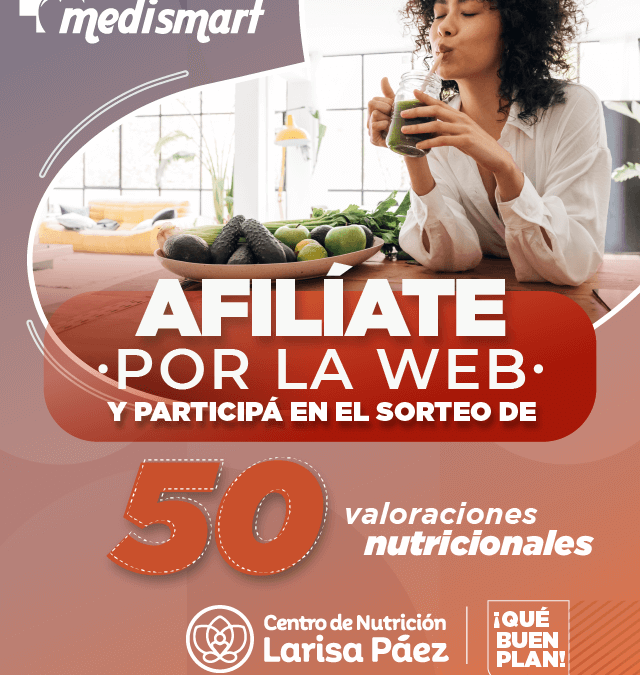 medismart
AFILÍATE
·POR LA WEB·
Y PARTICIPÁ EN EL SORTEO DE
50
valoraciones
nutricionales
Centro de Nutrición
Larisa Páez
¡QUÉ
BUEN
PLAN!